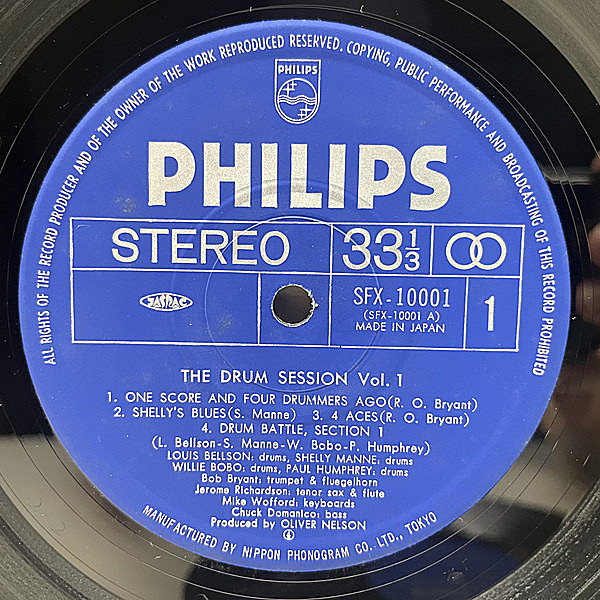 ALL RIGHTS OF THE RECORD PRODUCER AND OF THE OWNER OF THE WORK REPRODUCED RESERVED. COPYING, PUBLIC PERFORMANCE AND BROADCASTING OF THIS RECORD PROHIBITED
PHILIPS
PHILIPS
STEREO
33 1/3
JASRAC
SFX-10001
(SFX-10001 A)
MADE IN JAPAN
1
THE DRUM SESSION Vol. 1
1. ONE SCORE AND FOUR DRUMMERS AGO(R. O. Bryant)
2. SHELLY'S BLUES(S. Manne) 3. 4 ACES(R. O. Bryant)
4. DRUM BATTLE, SECTION 1
(L. Bellson-S. Manne-W. Bobo-P. Humphrey)
LOUIS BELLSON: drums, SHELLY MANNE: drums
WILLIE BOBO: drums, PAUL HUMPHREY: drums
Bob Bryant: trumpet & fluegelhorn
Jerome Richardson: tenor sax & flute
Mike Wofford: keyboards
Chuck Domanico: bass
Produced by OLIVER NELSON
MANUFACTURED BY NIPPON PHONOGRAM CO. LTD., TOKYO